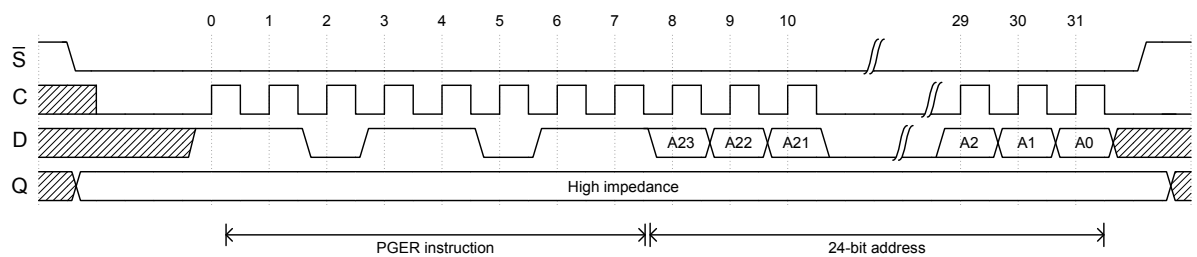 0 1 2 3 4 5 6 7 8 9 10 29 30 31
S̅
C
D A23 A22 A21 A2 A1 A0
Q High impedance
PGER instruction 24-bit address